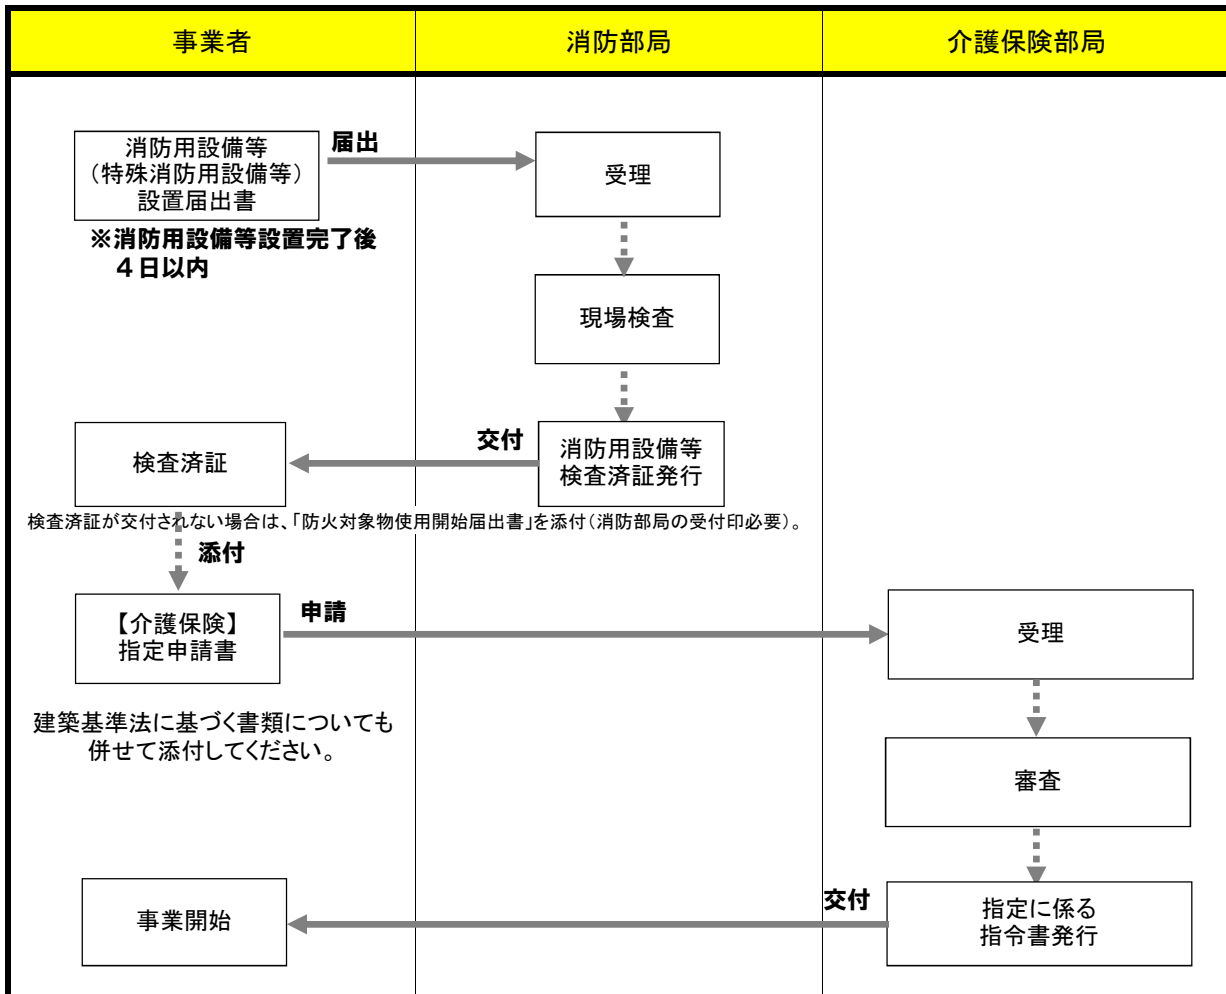 事業者
消防部局
介護保険部局
届出
消防用設備等
（特殊消防用設備等）
設置届出書
受理
※消防用設備等設置完了後
４日以内
現場検査
交付
検査済証
消防用設備等
検査済証発行
検査済証が交付されない場合は、「防火対象物使用開始届出書」を添付（消防部局の受付印必要）。
添付
【介護保険】
指定申請書
申請
受理
建築基準法に基づく書類についても
併せて添付してください。
審査
交付
事業開始
指定に係る
指令書発行